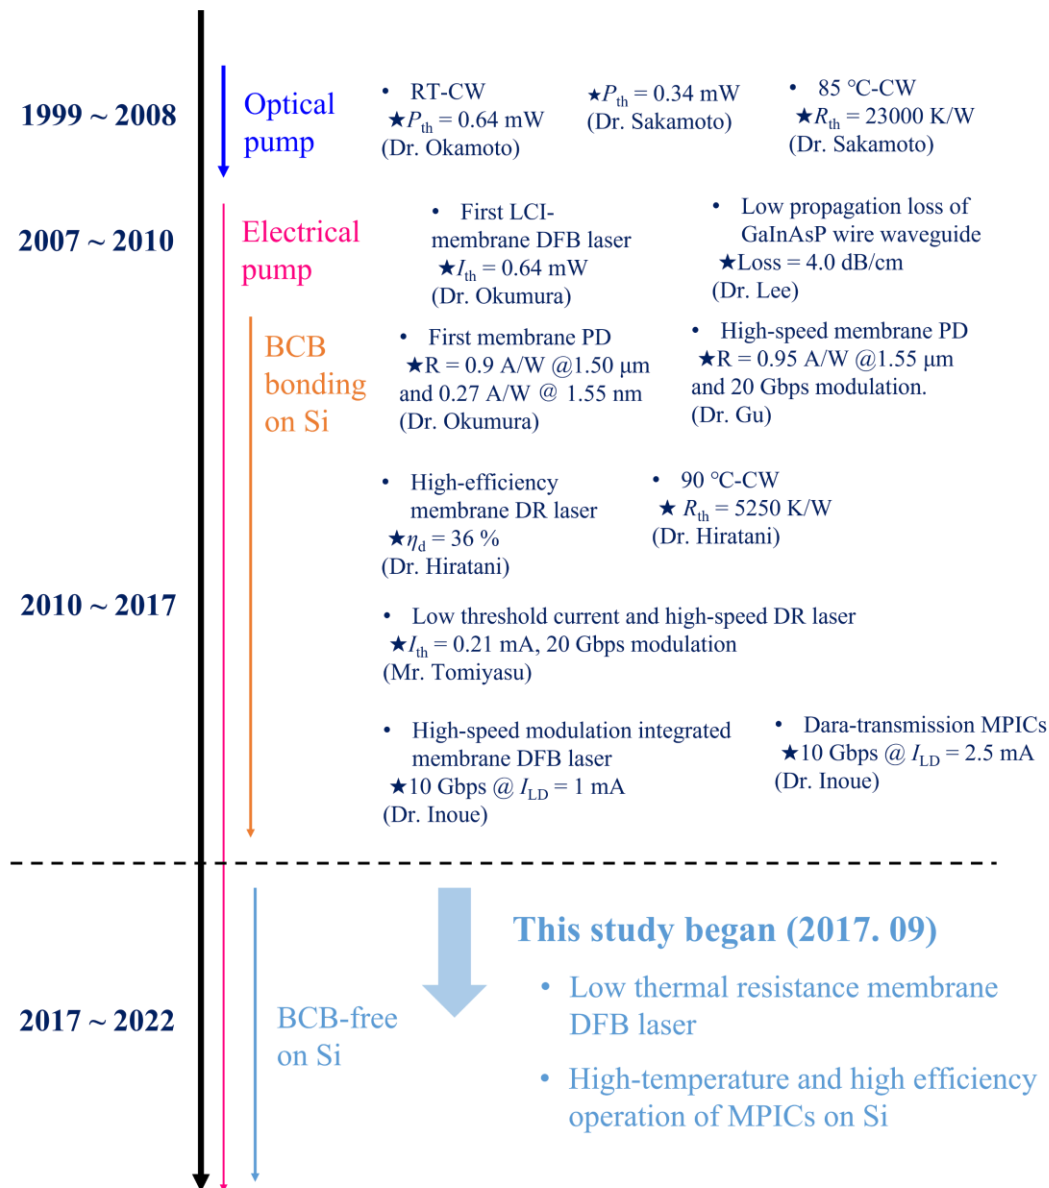 1999 ~ 2008
Optical
pump
• RT-CW
★Pth = 0.64 mW
(Dr. Okamoto)
★Pth = 0.34 mW
(Dr. Sakamoto)
• 85 ℃-CW
★Rth = 23000 K/W
(Dr. Sakamoto)
2007 ~ 2010
Electrical
pump
• First LCI-
membrane DFB laser
★Ith = 0.64 mW
(Dr. Okumura)
• Low propagation loss of
GaInAsP wire waveguide
★Loss = 4.0 dB/cm
(Dr. Lee)
BCB
bonding
on Si
• First membrane PD
★R = 0.9 A/W @1.50 μm
and 0.27 A/W @ 1.55 nm
(Dr. Okumura)
• High-speed membrane PD
★R = 0.95 A/W @1.55 μm
and 20 Gbps modulation.
(Dr. Gu)
2010 ~ 2017
• High-efficiency
membrane DR laser
★ηd = 36 %
(Dr. Hiratani)
• 90 ℃-CW
★ Rth = 5250 K/W
(Dr. Hiratani)
• Low threshold current and high-speed DR laser
★Ith = 0.21 mA, 20 Gbps modulation
(Mr. Tomiyasu)
• High-speed modulation integrated
membrane DFB laser
★10 Gbps @ ILD = 1 mA
(Dr. Inoue)
• Dara-transmission MPICs
★10 Gbps @ ILD = 2.5 mA
(Dr. Inoue)
2017 ~ 2022
BCB-free
on Si
This study began (2017. 09)
• Low thermal resistance membrane
DFB laser
• High-temperature and high efficiency
operation of MPICs on Si